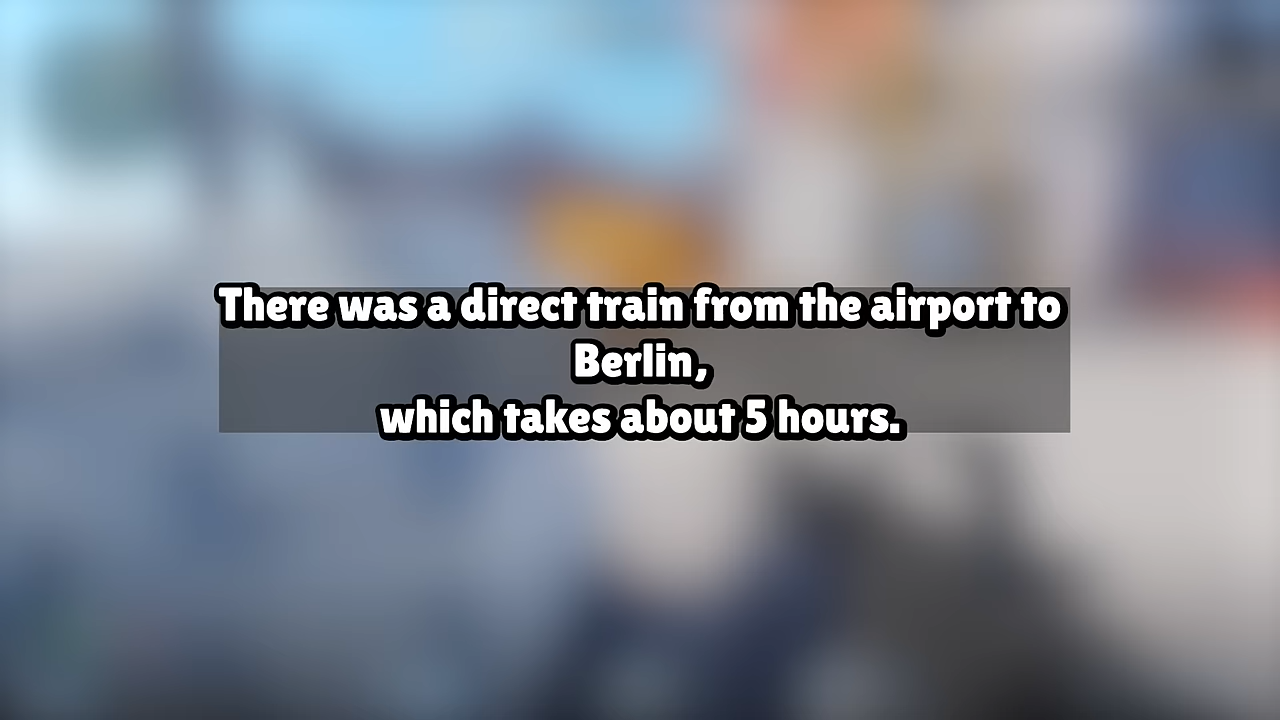 There was a direct train from the airport to
Berlin,
which takes about 5 hours.